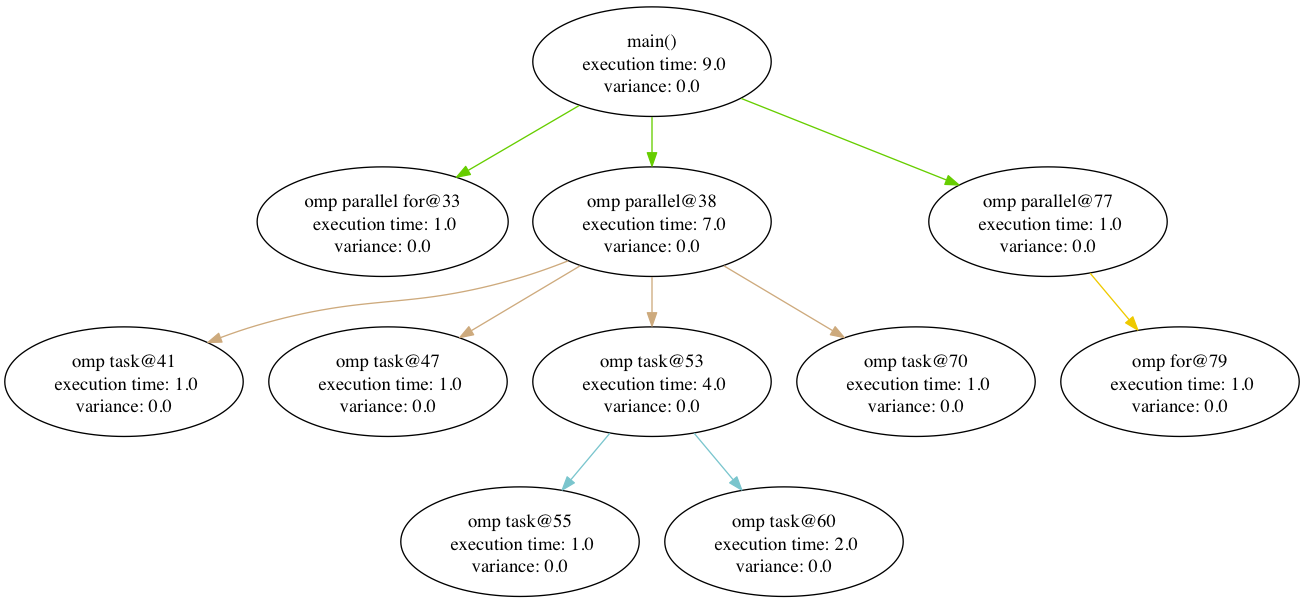 main()
execution time: 9.0
variance: 0.0
omp parallel for@33
execution time: 1.0
variance: 0.0
omp parallel@38
execution time: 7.0
variance: 0.0
omp parallel@77
execution time: 1.0
variance: 0.0
omp task@41
execution time: 1.0
variance: 0.0
omp task@47
execution time: 1.0
variance: 0.0
omp task@53
execution time: 4.0
variance: 0.0
omp task@70
execution time: 1.0
variance: 0.0
omp for@79
execution time: 1.0
variance: 0.0
omp task@55
execution time: 1.0
variance: 0.0
omp task@60
execution time: 2.0
variance: 0.0